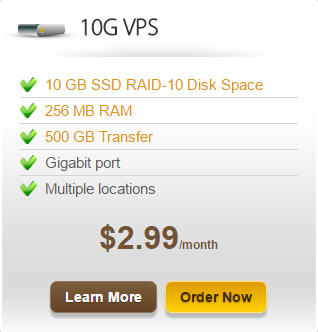 10G VPS
10 GB SSD RAID-10 Disk Space
256 MB RAM
500 GB Transfer
Gigabit port
Multiple locations
$2.99/month
Learn More Order Now